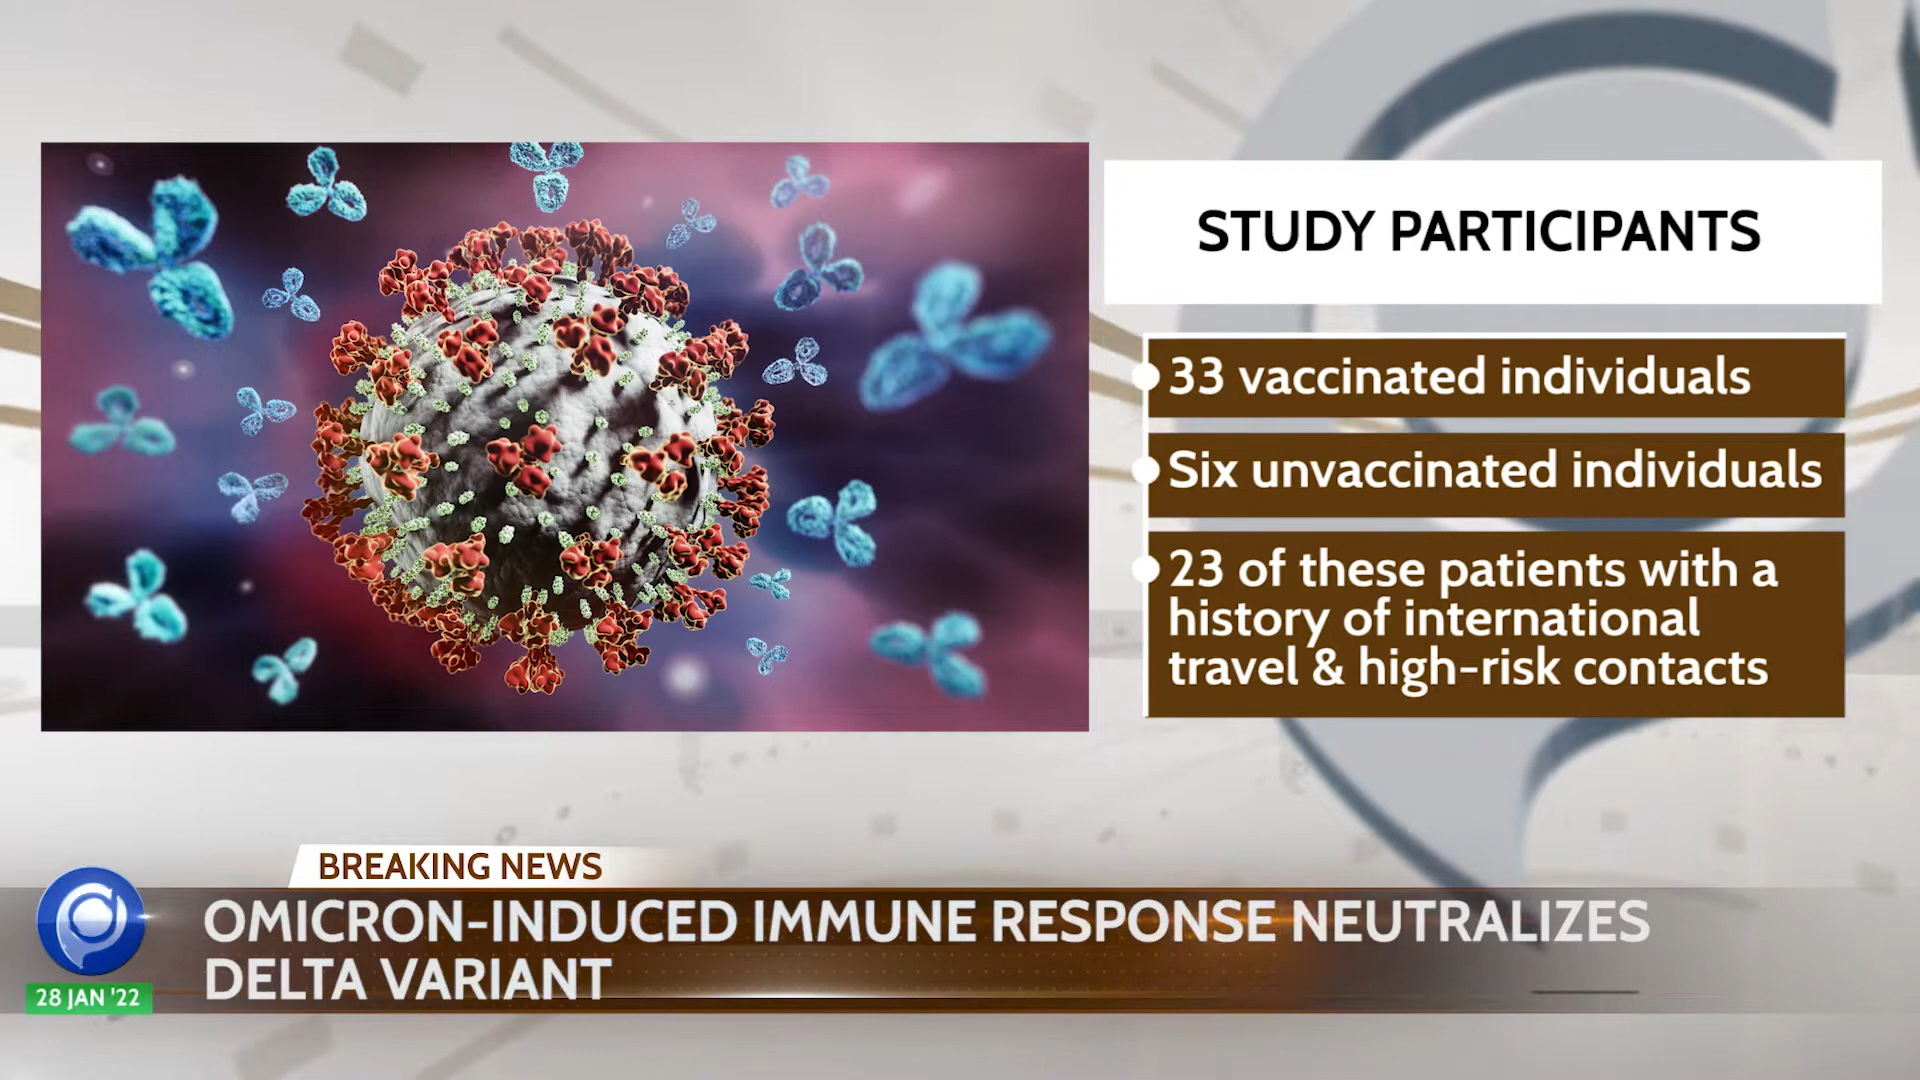 STUDY PARTICIPANTS
33 vaccinated individuals
Six unvaccinated individuals
23 of these patients with a
history of international
travel & high-risk contacts
BREAKING NEWS
OMICRON-INDUCED IMMUNE RESPONSE NEUTRALIZES
DELTA VARIANT
28 JAN '22